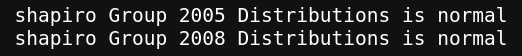 shapiro Group 2005 Distributions is normal
shapiro Group 2008 Distributions is normal